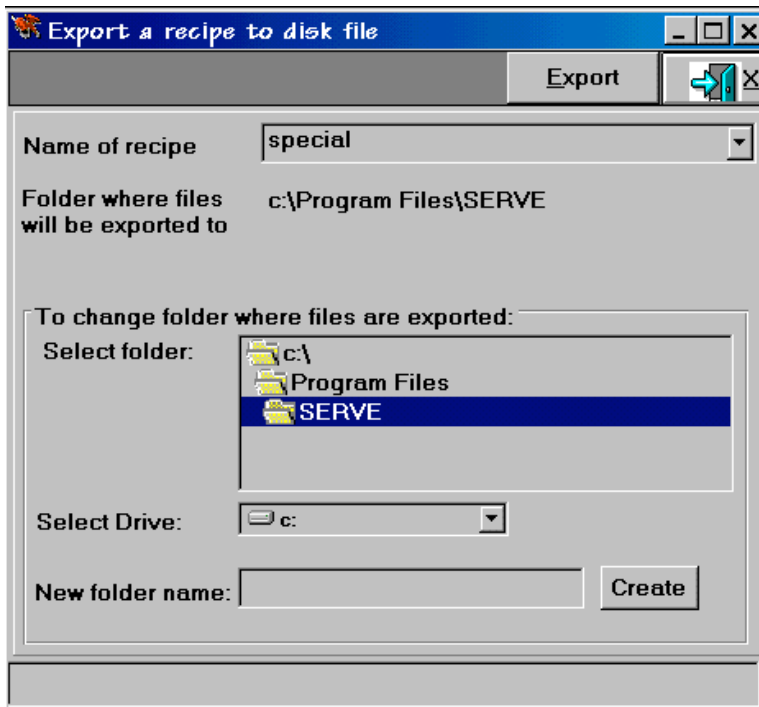 Export a recipe to disk file
Export X
Name of recipe special
Folder where files c:\Program Files\SERVE
will be exported to
To change folder where files are exported:
Select folder: c:\
Program Files
SERVE
Select Drive: c:
New folder name: Create